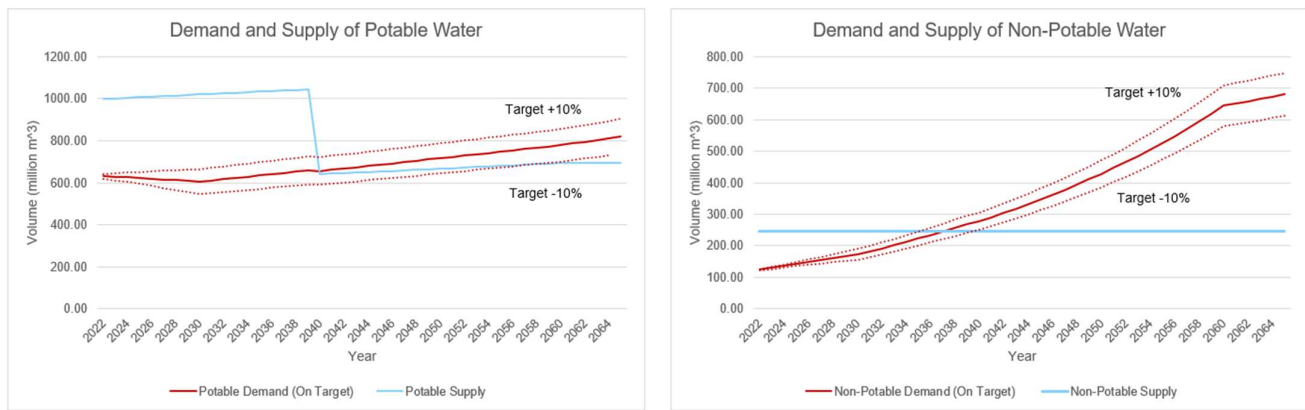 Demand and Supply of Potable Water
1200.00
1000.00
800.00
600.00
400.00
200.00
0.00
Volume (million m^3)
Target +10%
Target -10%
2022 2024 2026 2028 2030 2032 2034 2036 2038 2040 2042 2044 2046 2048 2050 2052 2054 2056 2058 2060 2062 2064
Year
Potable Demand (On Target) Potable Supply
Demand and Supply of Non-Potable Water
800.00
700.00
600.00
500.00
400.00
300.00
200.00
100.00
0.00
Volume (million m^3)
Target +10%
Target -10%
2022 2024 2026 2028 2030 2032 2034 2036 2038 2040 2042 2044 2046 2048 2050 2052 2054 2056 2058 2060 2062 2064
Year
Non-Potable Demand (On Target) Non-Potable Supply